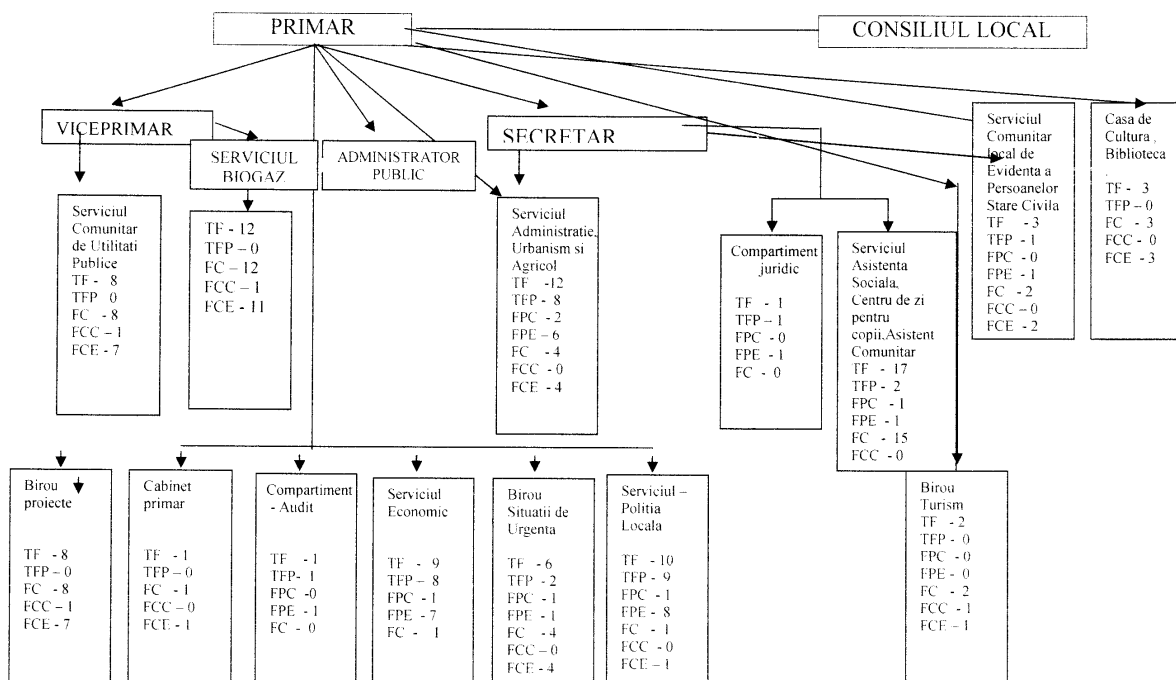 PRIMAR
CONSILIUL LOCAL
VICEPRIMAR
SERVICIUL
BIOGAZ
ADMINISTRATOR
PUBLIC
SECRETAR
Serviciul
Comunitar
local de
Evidenta a
Persoanelor
Stare Civila
TF - 3
TFP - 1
FPC - 0
FPE - 1
FC - 2
FCC – 0
FCE - 2
Casa de
Cultura ,
Biblioteca
.
TF - 3
TFP – 0
FC - 3
FCC - 0
FCE - 3
Serviciul
Comunitar
de Utilitati
Publice
TF - 8
TFP 0
FC - 8
FCC – 1
FCE - 7
TF - 12
TFP – 0
FC – 12
FCC – 1
FCE - 11
Serviciul
Administratie,
Urbanism si
Agricol
TF -12
TFP - 8
FPC - 2
FPE – 6
FC - 4
FCC - 0
FCE - 4
Compartiment
juridic
TF - 1
TFP – 1
FPC - 0
FPE - 1
FC - 0
Serviciul
Asistenta
Sociala,
Centru de zi
pentru
copii,Asistent
Comunitar
TF - 17
TFP - 2
FPC - 1
FPE - 1
FC - 15
FCC - 0
Birou
proiecte
TF - 8
TFP – 0
FC - 8
FCC – 1
FCE - 7
Cabinet
primar
TF - 1
TFP – 0
FC - 1
FCC – 0
FCE - 1
Compartiment
- Audit
TF - 1
TFP- 1
FPC -0
FPE - 1
FC - 0
Serviciul
Economic
TF - 9
TFP – 8
FPC - 1
FPE - 7
FC - 1
Birou
Situatii de
Urgenta
TF - 6
TFP - 2
FPC - 1
FPE - 1
FC - 4
FCC – 0
FCE - 4
Serviciul –
Politia
Locala
TF - 10
TFP - 9
FPC - 1
FPE - 8
FC - 1
FCC - 0
FCE – 1
Birou
Turism
TF - 2
TFP - 0
FPC - 0
FPE - 0
FC - 2
FCC - 1
FCE – 1